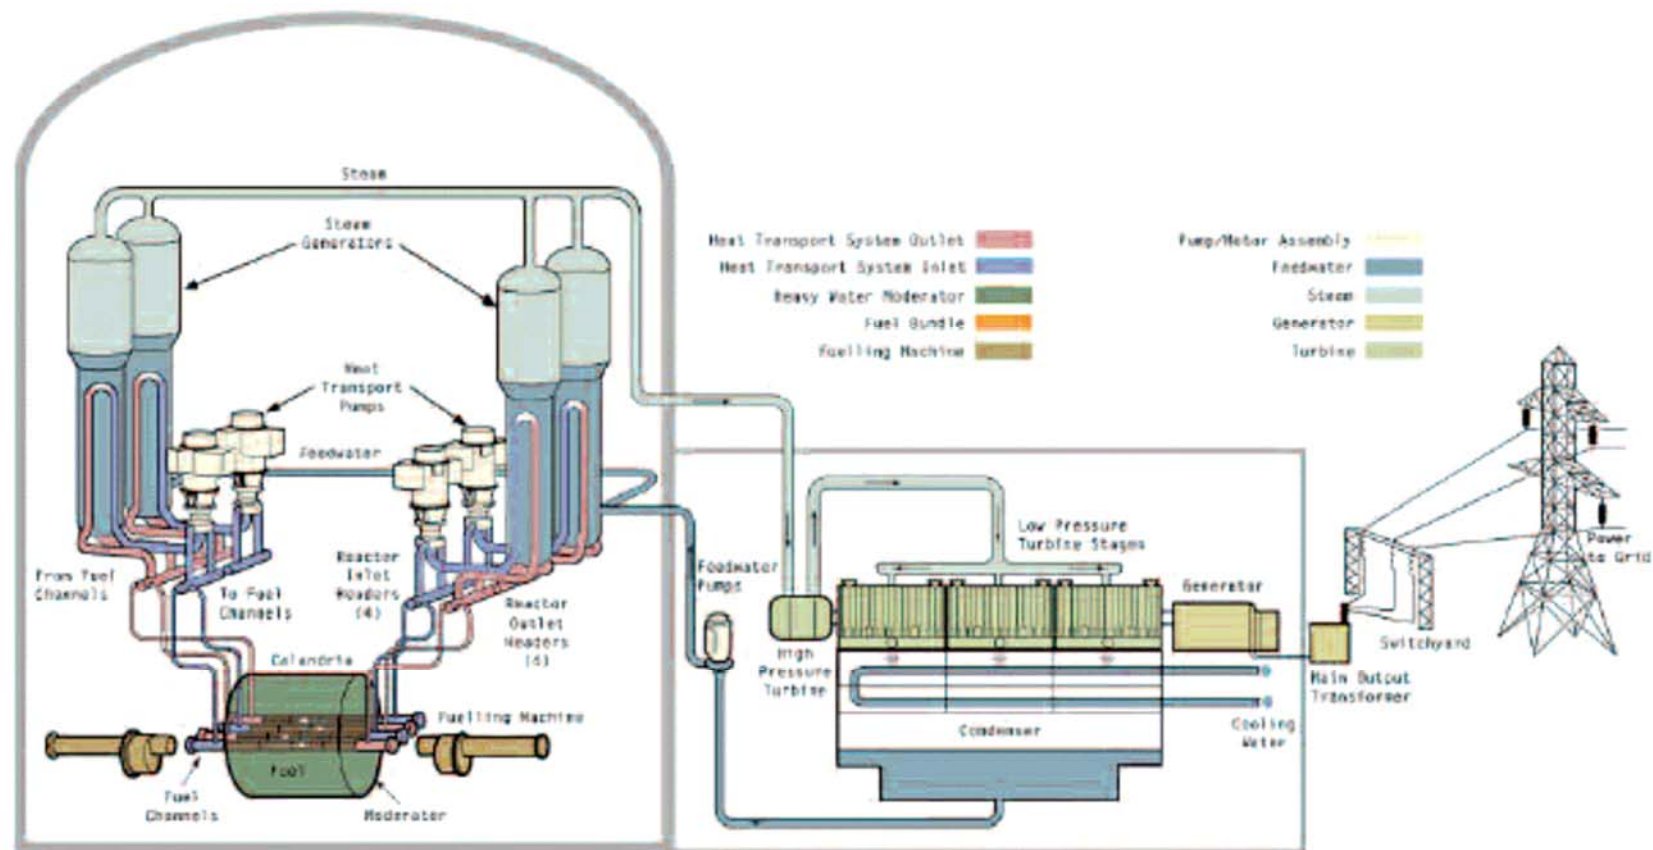 Steam
Steam
Generators
Heat Transport System Outlet
Heat Transport System Inlet
Heavy Water Moderator
Fuel Bundle
Fuelling Machine
Pump/Motor Assembly
Feedwater
Steam
Generator
Turbine
Heat
Transport
Pumps
Feedwater
From Fuel
Channels
To Fuel
Channels
Reactor
Inlet
Headers
(4)
Reactor
Outlet
Headers
(4)
Feedwater
Pumps
Low Pressure
Turbine Stages
Generator
Power
to Grid
Switchyard
Main Output
Transformer
High
Pressure
Turbine
Calandria
Fuelling Machine
Condenser
Cooling
Water
Fuel
Fuel
Channels
Moderator